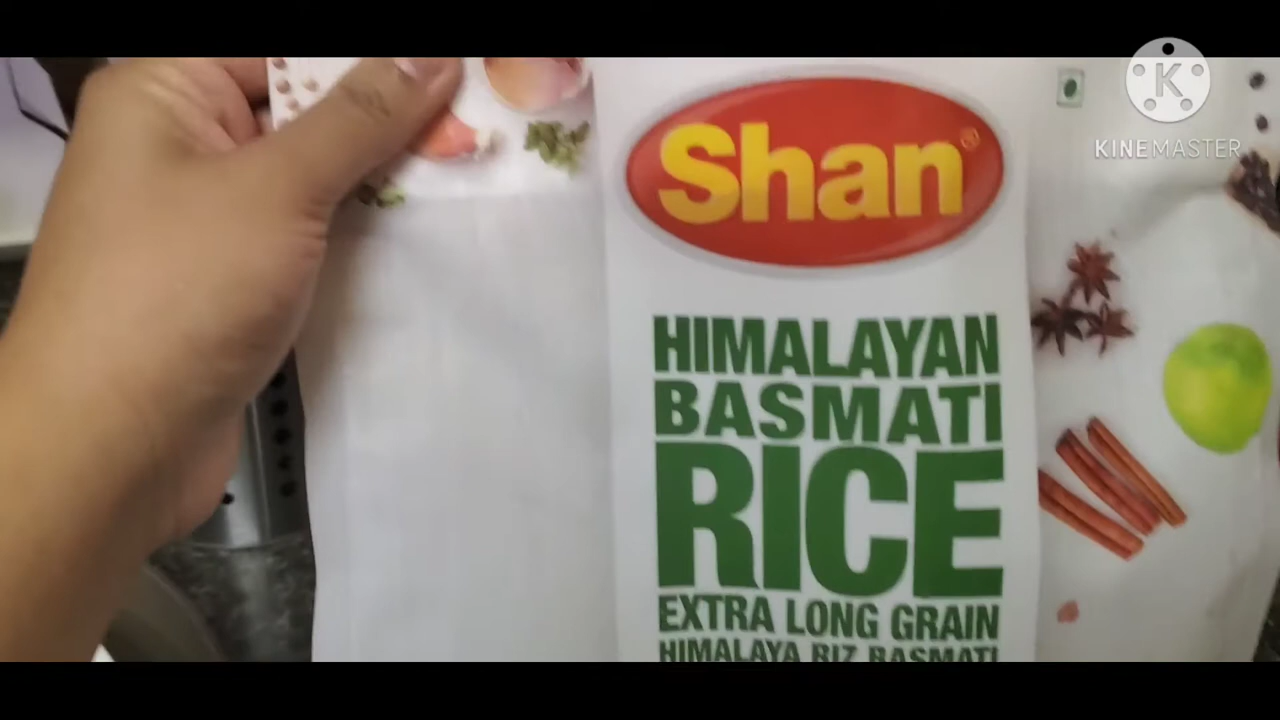 Shan®
HIMALAYAN
BASMATI
RICE
EXTRA LONG GRAIN
HIMALAYA RIZ BASMATI
K
KINEMASTER